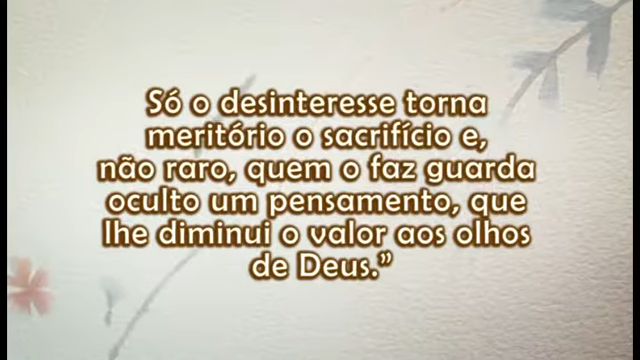 Só o desinteresse torna
meritório o sacrifício e,
não raro, quem o faz guarda
oculto um pensamento, que
lhe diminui o valor aos olhos
de Deus.”